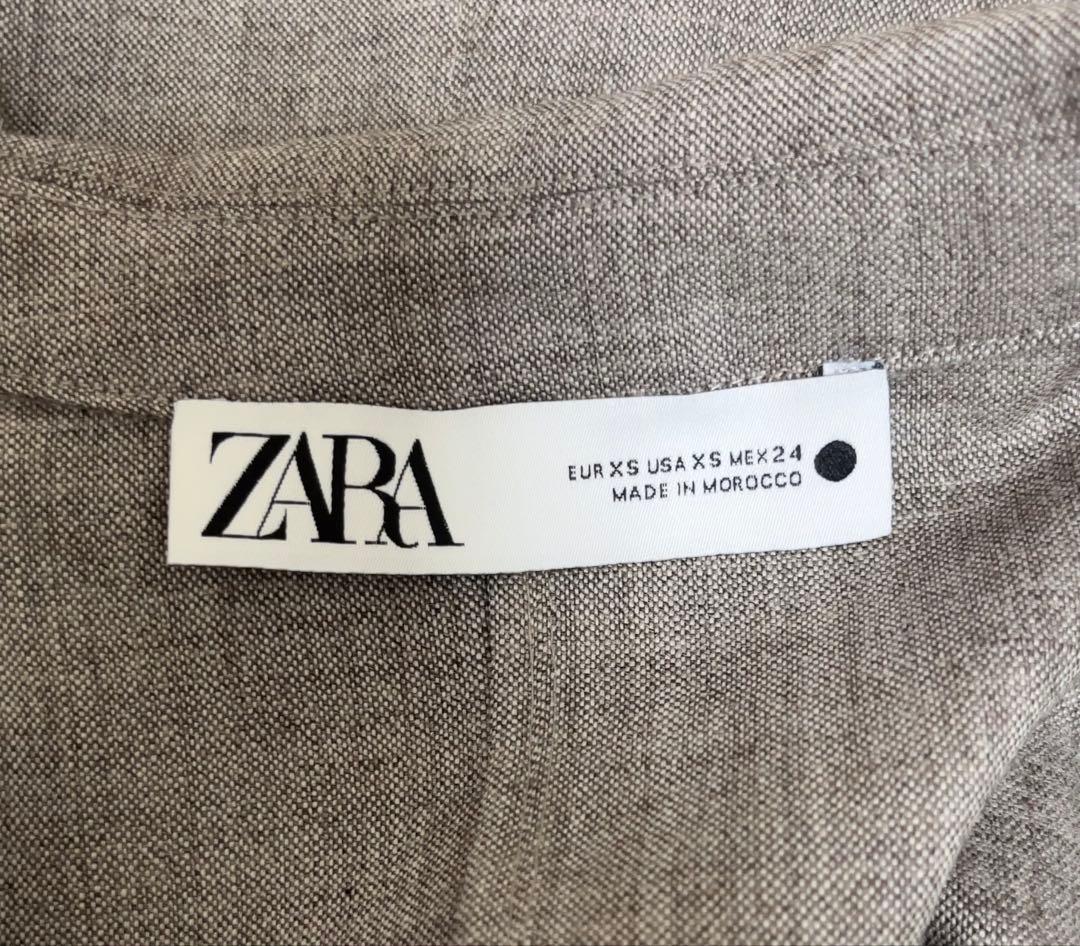 ZARA
EUR XS USA XS MEX 24
MADE IN MOROCCO